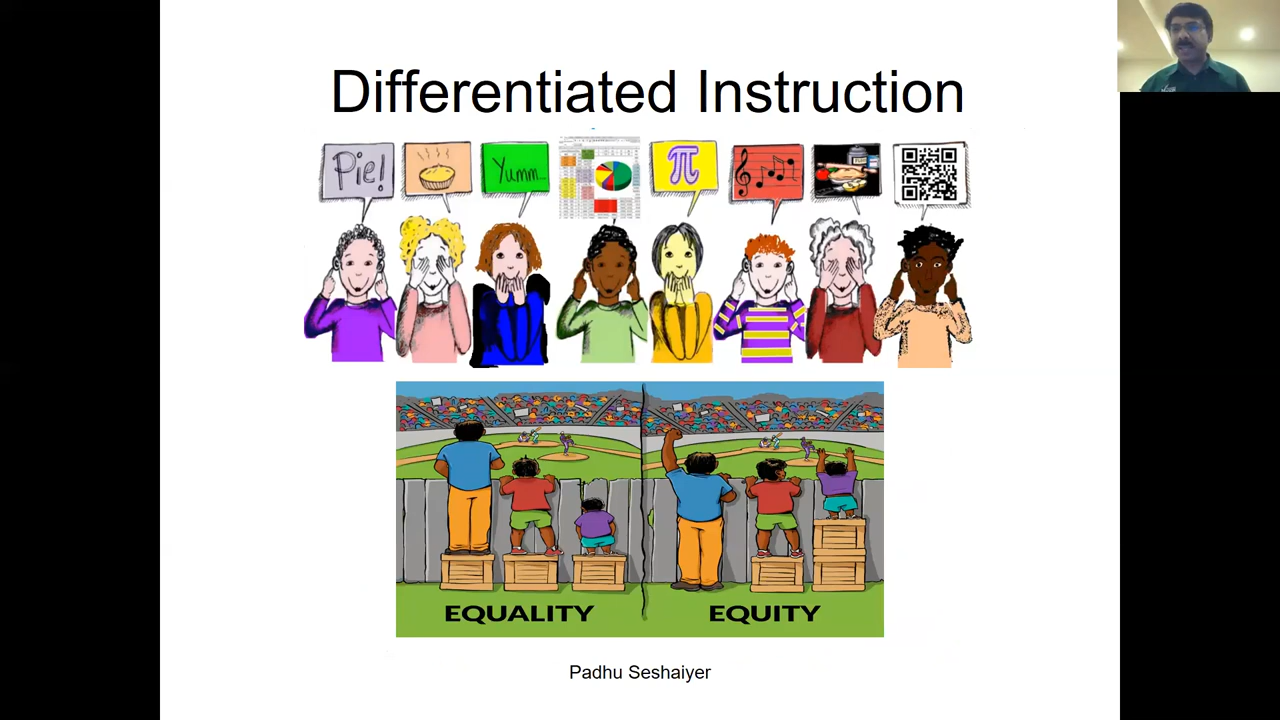 Differentiated Instruction
Pie!
Yumm...
π
EQUALITY
EQUITY
Padhu Seshaiyer